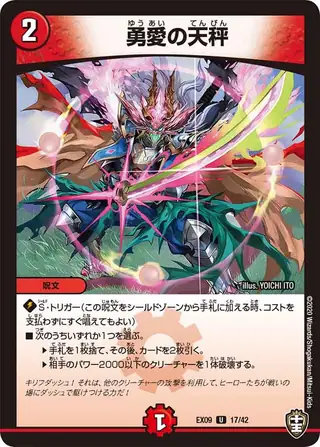 2
ゆうあい てんびん
勇愛の天秤
illus. YOICHI ITO
呪文
S・トリガー(この呪文をシールドゾーンから手札に加える時、コストを
支払わずにすぐ唱えてもよい)
■次のうちいずれか1つを選ぶ。
▶手札を1枚捨て、その後、カードを2枚引く。
▶相手のパワー2000以下のクリーチャーを1体破壊する。
キリフダッシュ!それは、他のクリーチャーの攻撃を利用して、ヒーローたちが戦いの
場にダッシュで駆けつける力だ!
©2020 Wizards/Shogakukan/Mitsui-Kids
EX09 U 17/42